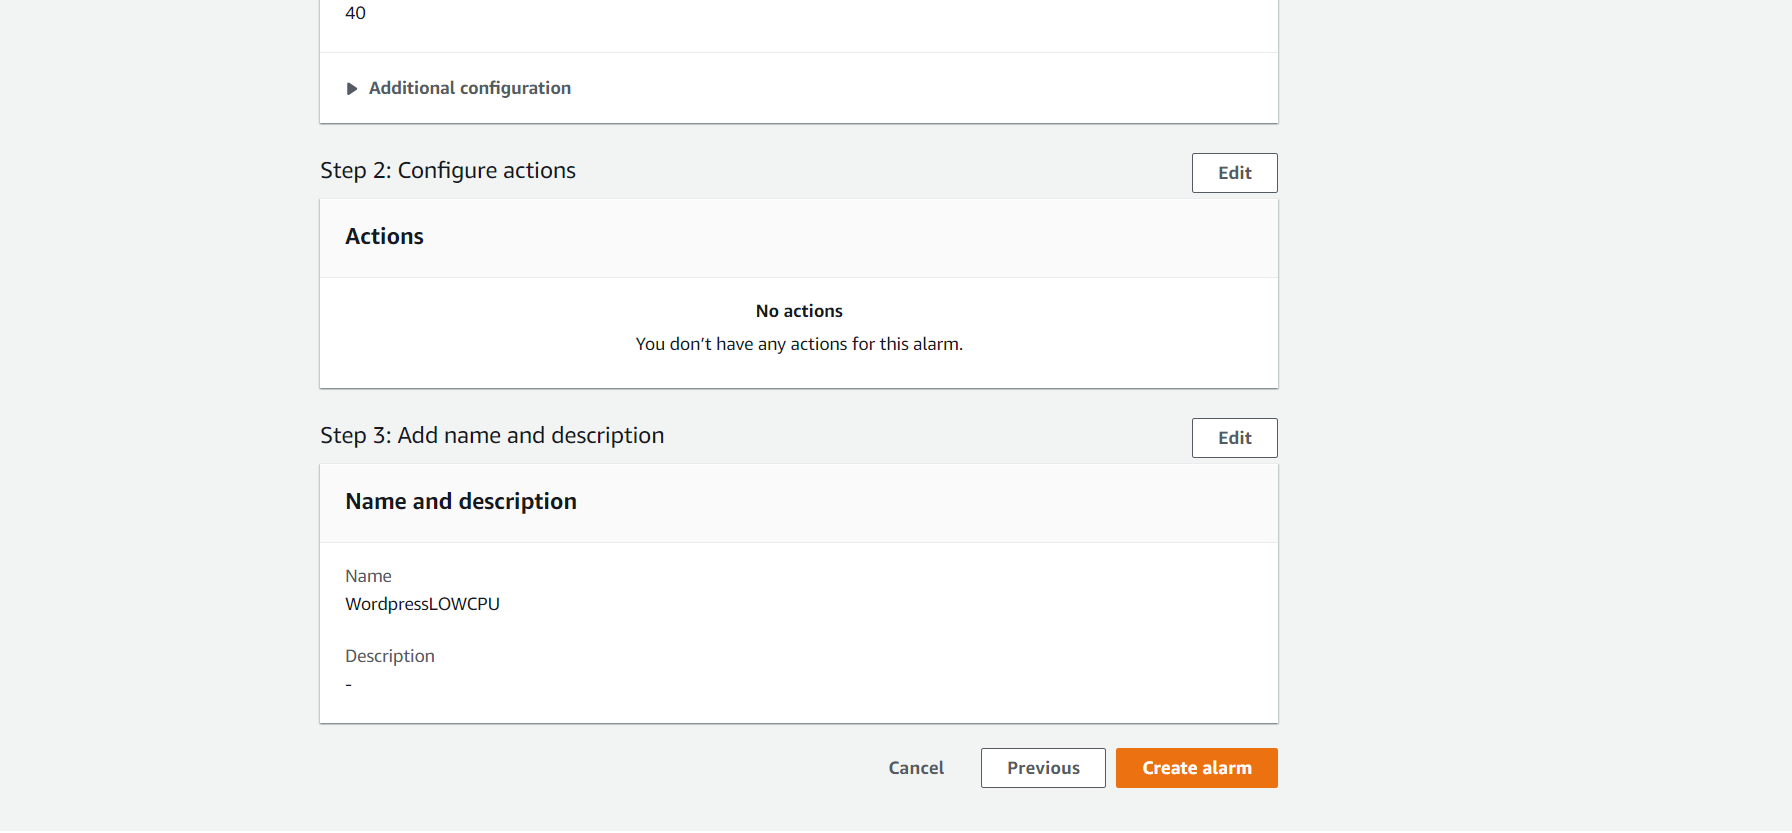 40
Additional configuration
Step 2: Configure actions
Edit
Actions
No actions
You don’t have any actions for this alarm.
Step 3: Add name and description
Edit
Name and description
Name
WordpressLOWCPU
Description
-
Cancel
Previous
Create alarm